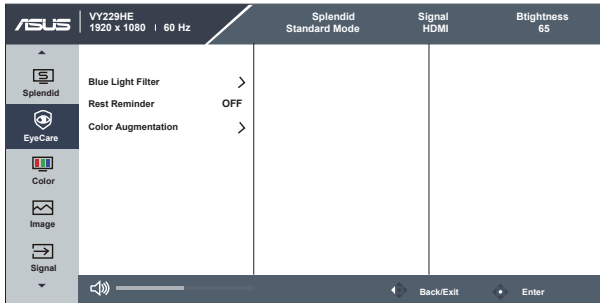 ASUS
VY229HE
1920 x 1080 | 60 Hz
Splendid
Standard Mode
Signal
HDMI
Btightness
65
Splendid
EyeCare
Color
Image
Signal
Blue Light Filter
Rest Reminder OFF
Color Augmentation
Back/Exit
Enter